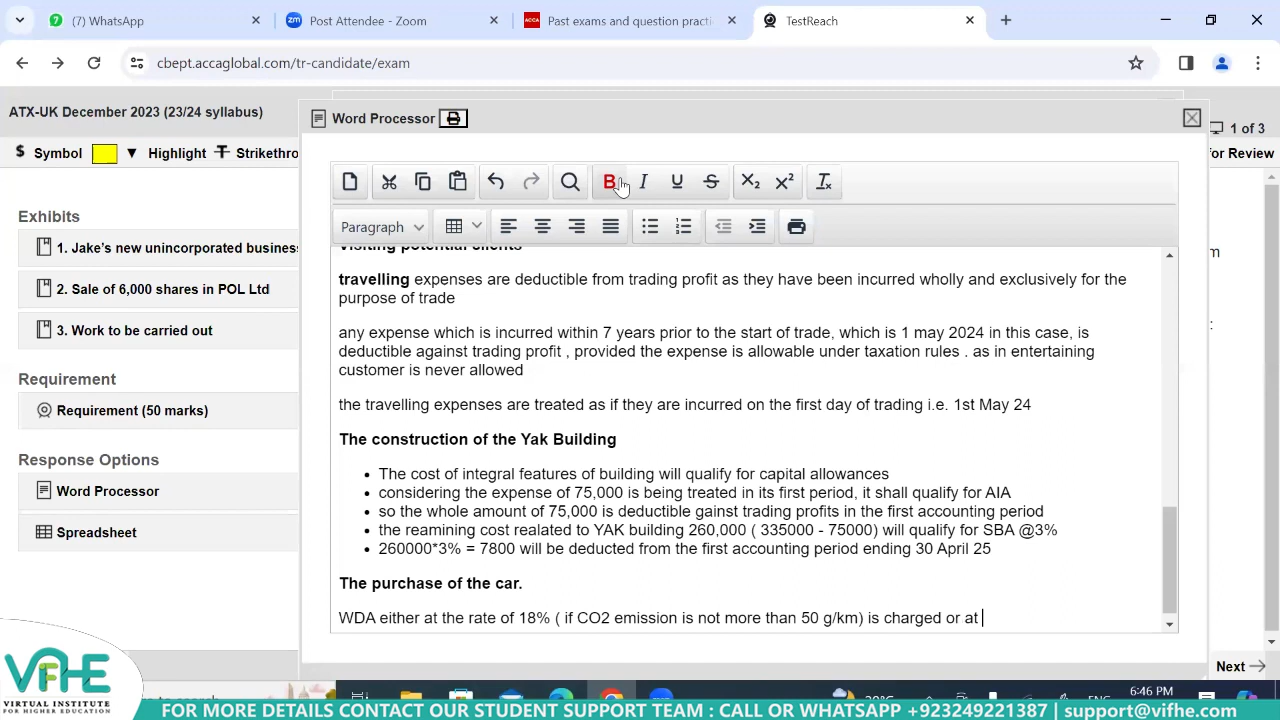 (7) WhatsApp
Post Attendee - Zoom
ACCA
Past exams and question practi
TestReach
cbept.accaglobal.com/tr-candidate/exam
ATX-UK December 2023 (23/24 syllabus)
Word Processor
1 of 3
$ Symbol
Highlight
T Strikethro
or Review
B I U S X₂ X² Tx
Paragraph
Exhibits
1. Jake's new unincorporated busines
2. Sale of 6,000 shares in POL Ltd
3. Work to be carried out
Requirement
Requirement (50 marks)
Response Options
Word Processor
Spreadsheet
Visiting potential clients
travelling expenses are deductible from trading profit as they have been incurred wholly and exclusively for the
purpose of trade
any expense which is incurred within 7 years prior to the start of trade, which is 1 may 2024 in this case, is
deductible against trading profit , provided the expense is allowable under taxation rules . as in entertaining
customer is never allowed
the travelling expenses are treated as if they are incurred on the first day of trading i.e. 1st May 24
The construction of the Yak Building
• The cost of integral features of building will qualify for capital allowances
• considering the expense of 75,000 is being treated in its first period, it shall qualify for AIA
• so the whole amount of 75,000 is deductible gainst trading profits in the first accounting period
• the reamining cost realated to YAK building 260,000 ( 335000 - 75000) will qualify for SBA @3%
• 260000*3% = 7800 will be deducted from the first accounting period ending 30 April 25
The purchase of the car.
WDA either at the rate of 18% ( if CO2 emission is not more than 50 g/km) is charged or at
m
Next
ENG
6:46 PM
VFHE
VIRTUAL INSTITUTE
FOR HIGHER EDUCATION
FOR MORE DETAILS CONTACT OUR STUDENT SUPPORT TEAM : CALL OR WHATSAPP +923249221387 | support@vifhe.com